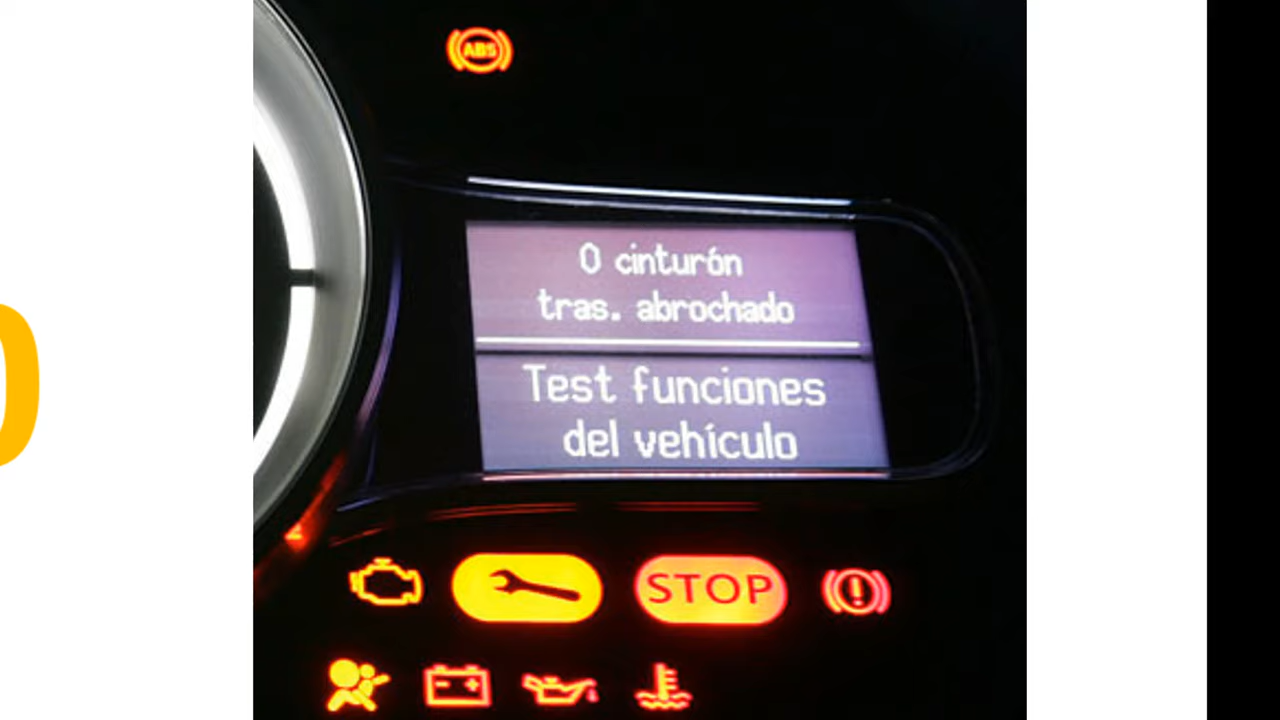 ABS
0 cinturón
tras. abrochado
Test funciones
del vehículo
STOP